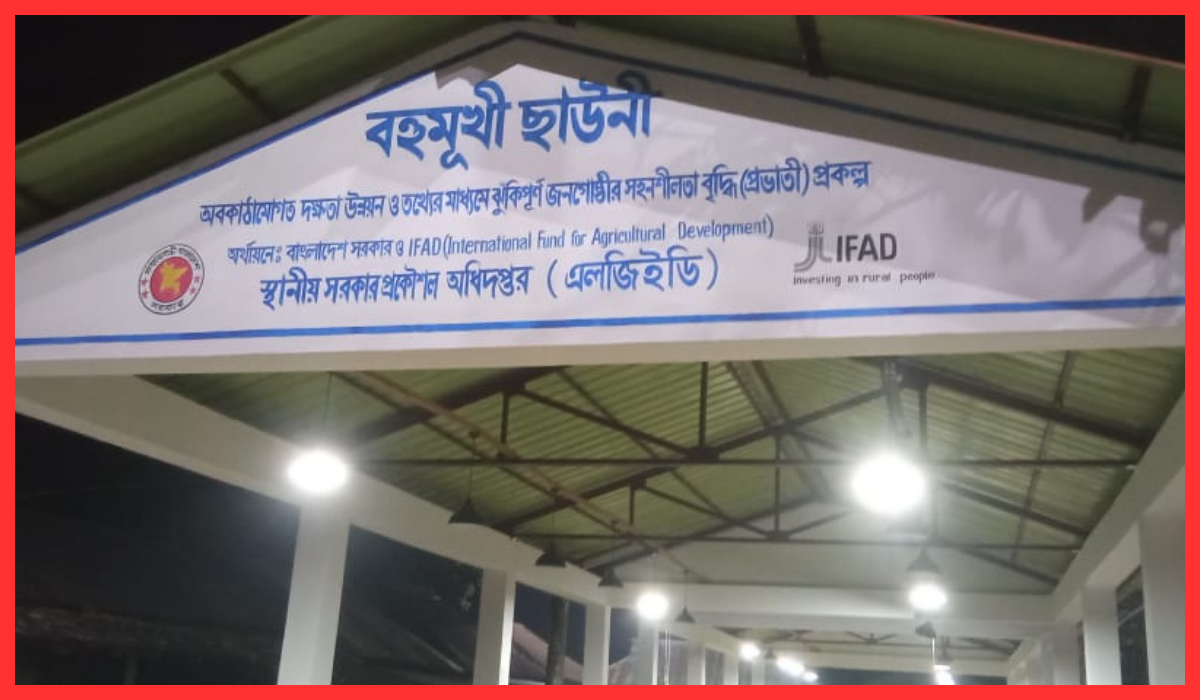 বহুমূখী ছাউনী
অবকাঠামোগত দক্ষতা উন্নয়ন ও তথ্যের মাধ্যমে ঝুঁকিপূর্ণ জনগোষ্ঠীর সহনশীলতা বৃদ্ধি (প্রভাতী) প্রকল্প
অর্থায়নে: বাংলাদেশ সরকার ও IFAD (International Fund for Agricultural Development)
স্থানীয় সরকার প্রকৌশল অধিদপ্তর ( এলজিইডি )
IFAD
Investing in rural people